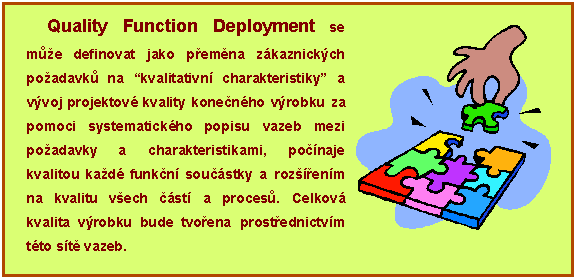 Quality Function Deployment se
může definovat jako přeměna zákaznických
požadavků na “kvalitativní charakteristiky” a
vývoj projektové kvality konečného výrobku za
pomoci systematického popisu vazeb mezi
požadavky a charakteristikami, počínaje
kvalitou každé funkční součástky a rozšířením
na kvalitu všech částí a procesů. Celková
kvalita výrobku bude tvořena prostřednictvím
této sítě vazeb.